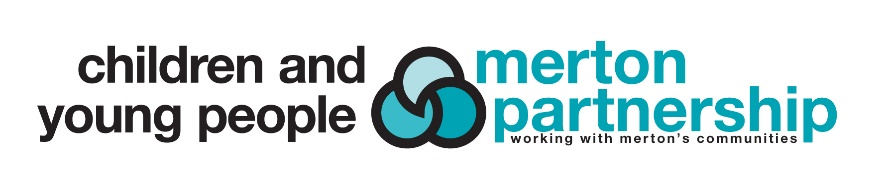 children and
young people
merton
partnership
working with merton's communities